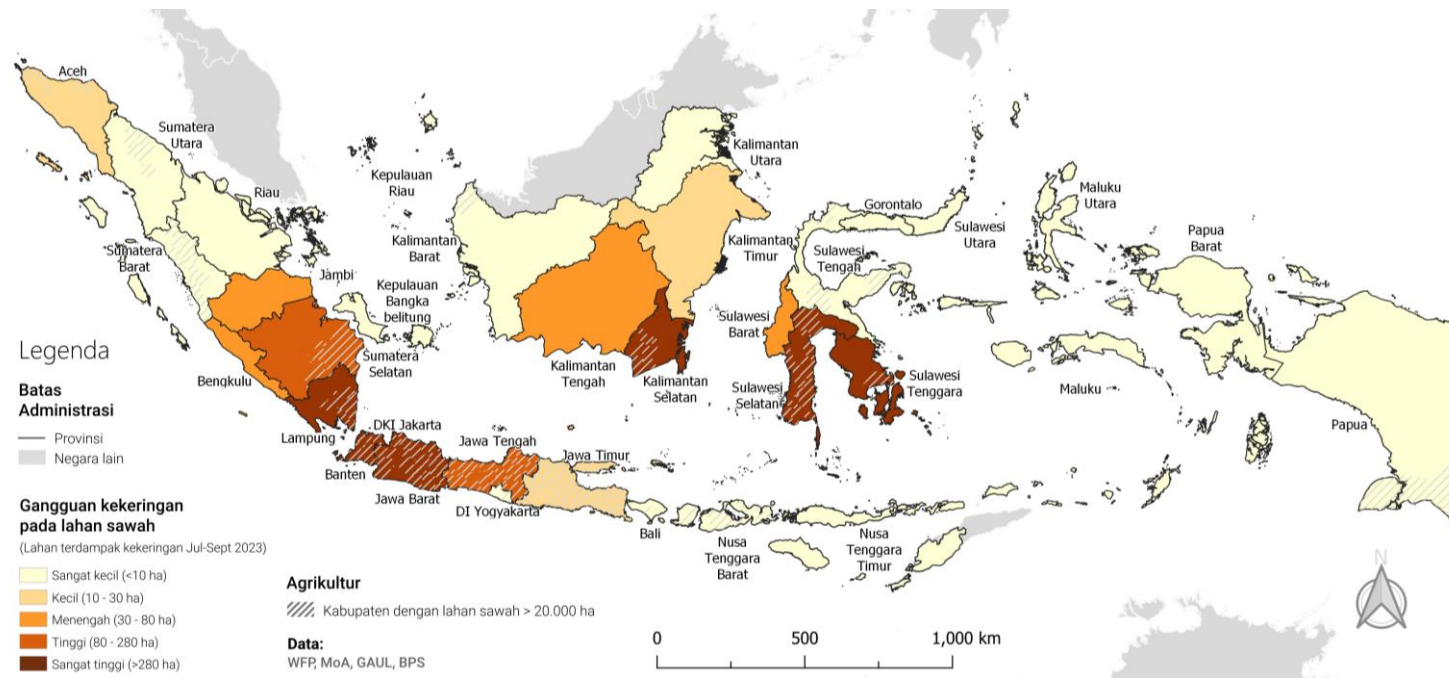 Aceh
Sumatera
Utara
Riau
Kepulauan
Riau
Sumatera
Barat
Jambi
Kepulauan
Bangka
belitung
Bengkulu
Sumatera
Selatan
Lampung
DKI Jakarta
Banten
Jawa Barat
Jawa Tengah
DI Yogyakarta
Jawa Timur
Bali
Nusa
Tenggara
Barat
Nusa
Tenggara
Timur
Kalimantan
Barat
Kalimantan
Tengah
Kalimantan
Selatan
Kalimantan
Timur
Kalimantan
Utara
Gorontalo
Sulawesi
Utara
Sulawesi
Tengah
Sulawesi
Barat
Sulawesi
Selatan
Sulawesi
Tenggara
Maluku
Utara
Maluku
Papua
Barat
Papua
Legenda
Batas
Administrasi
Provinsi
Negara lain
Gangguan kekeringan
pada lahan sawah
(Lahan terdampak kekeringan Jul-Sept 2023)
Sangat kecil (<10 ha)
Kecil (10 - 30 ha)
Menengah (30 - 80 ha)
Tinggi (80 - 280 ha)
Sangat tinggi (>280 ha)
Agrikultur
Kabupaten dengan lahan sawah > 20.000 ha
Data:
WFP, MoA, GAUL, BPS
0 500 1,000 km
N